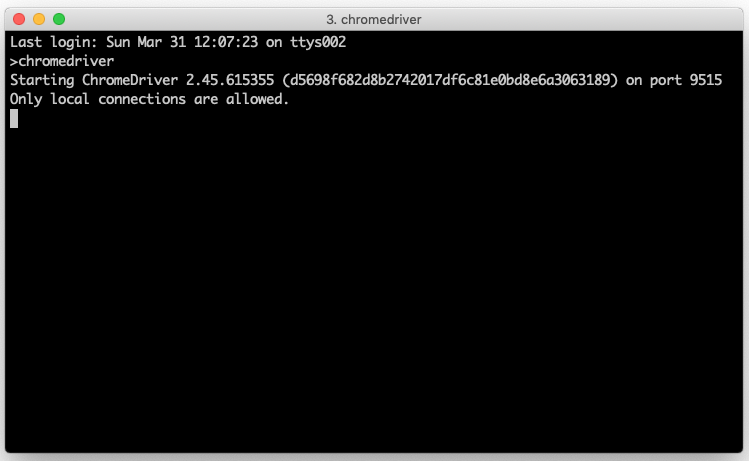 3. chromedriver
Last login: Sun Mar 31 12:07:23 on ttys002
>chromedriver
Starting ChromeDriver 2.45.615355 (d5698f682d8b2742017df6c81e0bd8e6a3063189) on port 9515
Only local connections are allowed.